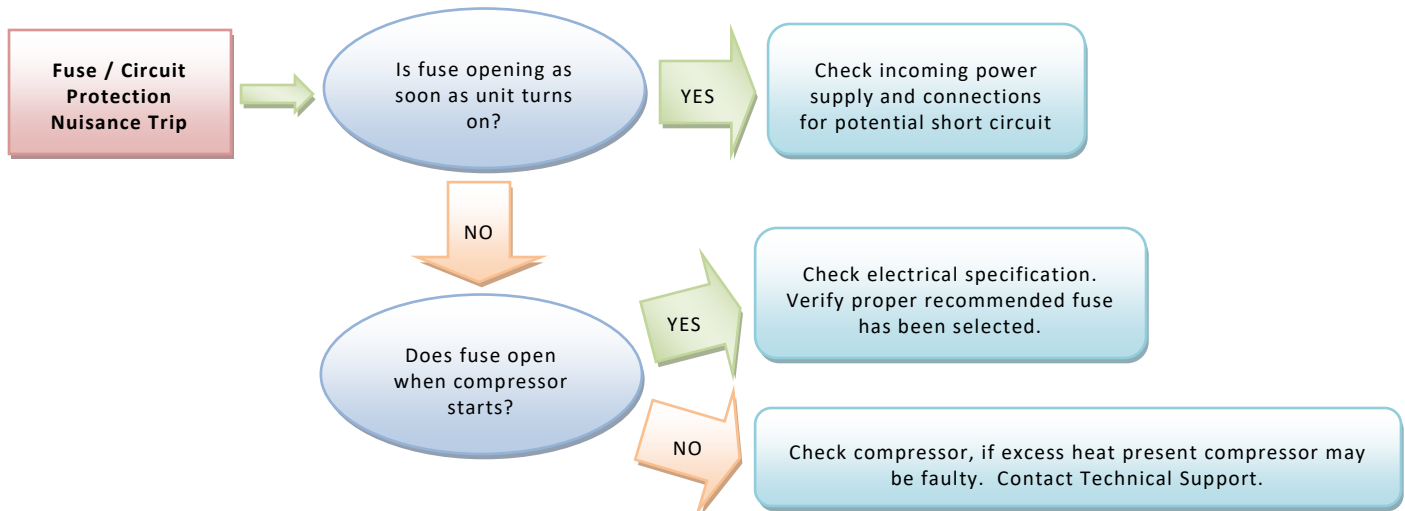 Fuse / Circuit
Protection
Nuisance Trip
Is fuse opening as
soon as unit turns
on?
YES
Check incoming power
supply and connections
for potential short circuit
NO
Does fuse open
when compressor
starts?
YES
Check electrical specification.
Verify proper recommended fuse
has been selected.
NO
Check compressor, if excess heat present compressor may
be faulty.  Contact Technical Support.